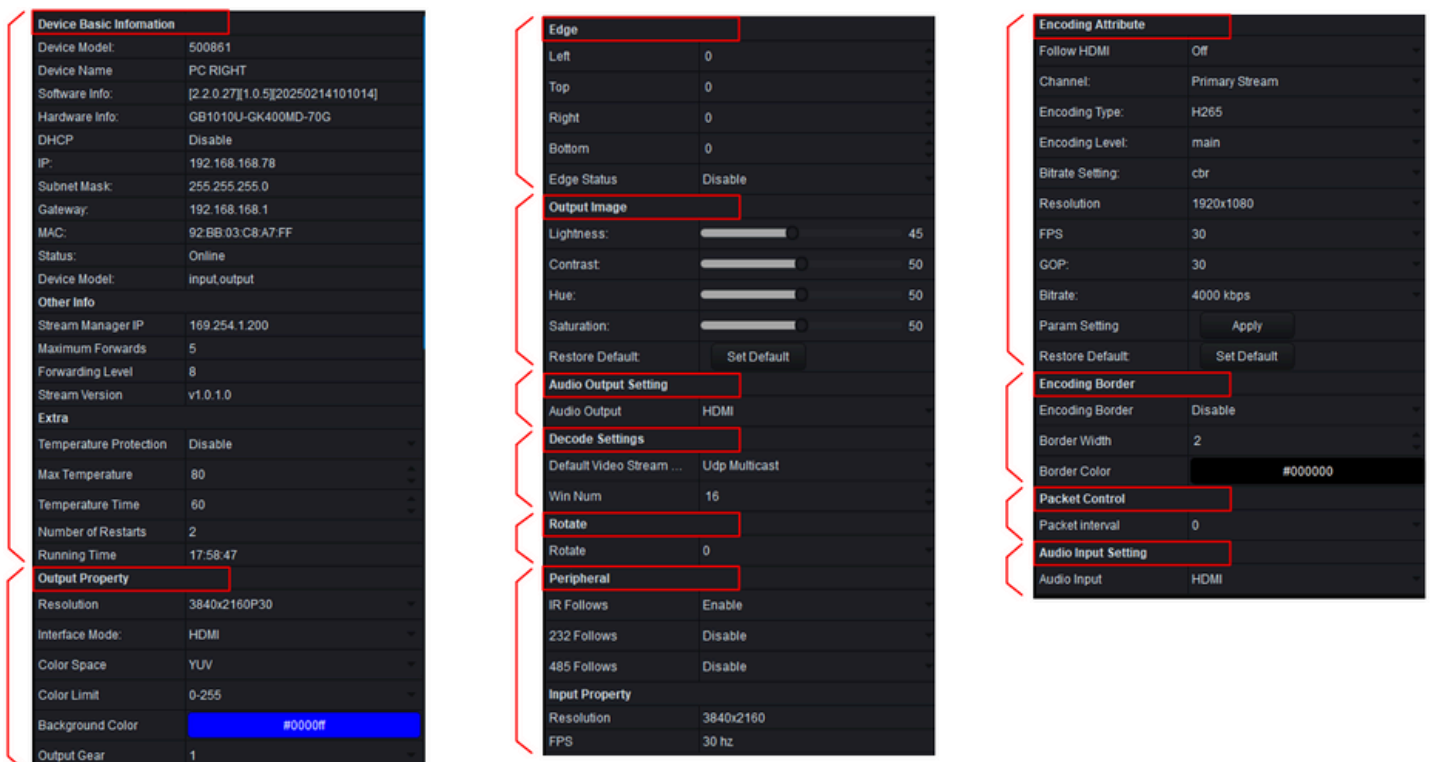 Device Basic Infomation
Device Model: 500861
Device Name PC RIGHT
Software Info: [2.2.0.27][1.0.5][20250214101014]
Hardware Info: GB1010U-GK400MD-70G
DHCP Disable
IP: 192.168.168.78
Subnet Mask: 255.255.255.0
Gateway: 192.168.168.1
MAC: 92:BB:03:C8:A7:FF
Status: Online
Device Model: input,output
Other Info
Stream Manager IP 169.254.1.200
Maximum Forwards 5
Forwarding Level 8
Stream Version v1.0.1.0
Extra
Temperature Protection Disable
Max Temperature 80
Temperature Time 60
Number of Restarts 2
Running Time 17:58:47
Output Property
Resolution 3840x2160P30
Interface Mode: HDMI
Color Space YUV
Color Limit 0-255
Background Color #0000ff
Output Gear 1
Edge
Left 0
Top 0
Right 0
Bottom 0
Edge Status Disable
Output Image
Lightness: 45
Contrast: 50
Hue: 50
Saturation: 50
Restore Default: Set Default
Audio Output Setting
Audio Output HDMI
Decode Settings
Default Video Stream ... Udp Multicast
Win Num 16
Rotate
Rotate 0
Peripheral
IR Follows Enable
232 Follows Disable
485 Follows Disable
Input Property
Resolution 3840x2160
FPS 30 hz
Encoding Attribute
Follow HDMI Off
Channel: Primary Stream
Encoding Type: H265
Encoding Level: main
Bitrate Setting: cbr
Resolution 1920x1080
FPS 30
GOP: 30
Bitrate: 4000 kbps
Param Setting Apply
Restore Default: Set Default
Encoding Border
Encoding Border Disable
Border Width 2
Border Color #000000
Packet Control
Packet interval 0
Audio Input Setting
Audio Input HDMI